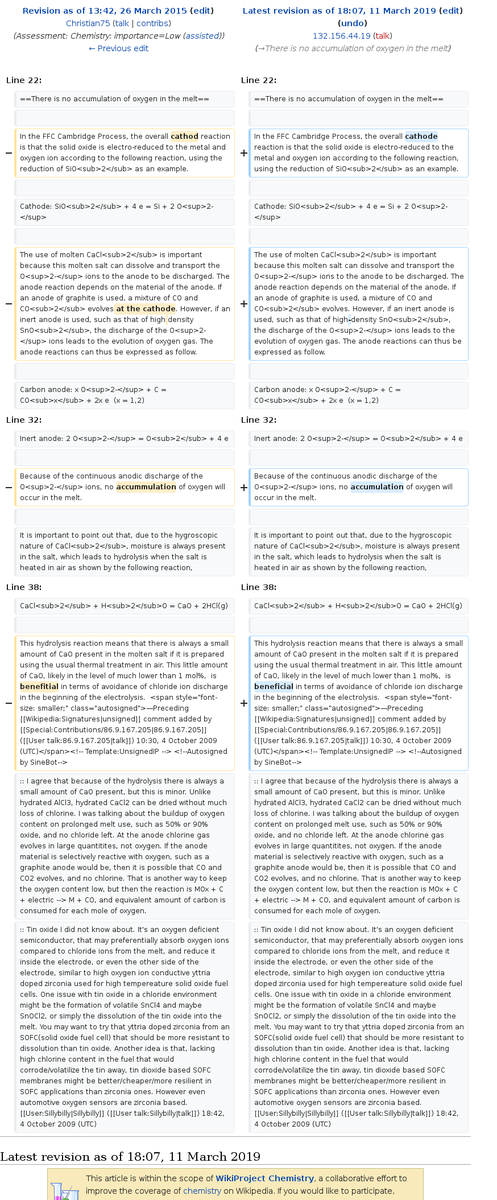 Revision as of 13:42, 26 March 2015 (edit)
Christian75 (talk | contribs)
(Assessment: Chemistry: importance=Low (assisted))
← Previous edit
Latest revision as of 18:07, 11 March 2019 (edit)
(undo)
132.156.44.19 (talk)
(→There is no accumulation of oxygen in the melt)
Line 22:
Line 22:
==There is no accumulation of oxygen in the melt==
==There is no accumulation of oxygen in the melt==
− In the FFC Cambridge Process, the overall cathod reaction
is that the solid oxide is electro-reduced to the metal and
oxygen ion according to the following reaction, using the
reduction of SiO<sub>2</sub> as an example.
+ In the FFC Cambridge Process, the overall cathode
reaction is that the solid oxide is electro-reduced to the
metal and oxygen ion according to the following reaction,
using the reduction of SiO<sub>2</sub> as an example.
Cathode: SiO<sub>2</sub> + 4 e = Si + 2 O<sup>2-
</sup>
Cathode: SiO<sub>2</sub> + 4 e = Si + 2 O<sup>2-
</sup>
− The use of molten CaCl<sub>2</sub> is important
because this molten salt can dissolve and transport the
O<sup>2-</sup> ions to the anode to be discharged. The
anode reaction depends on the material of the anode. If
an anode of graphite is used, a mixture of CO and
CO<sub>2</sub> evolves at the cathode. However, if an
inert anode is used, such as that of high density
SnO<sub>2</sub>, the discharge of the O<sup>2-
</sup> ions leads to the evolution of oxygen gas. The
anode reactions can thus be expressed as follow.
+ The use of molten CaCl<sub>2</sub> is important
because this molten salt can dissolve and transport the
O<sup>2-</sup> ions to the anode to be discharged. The
anode reaction depends on the material of the anode. If
an anode of graphite is used, a mixture of CO and
CO<sub>2</sub> evolves. However, if an inert anode is
used, such as that of high-density SnO<sub>2</sub>,
the discharge of the O<sup>2-</sup> ions leads to the
evolution of oxygen gas. The anode reactions can thus be
expressed as follow.
Carbon anode: x O<sup>2-</sup> + C =
CO<sub>x</sub> + 2x e  (x = 1,2)
Carbon anode: x O<sup>2-</sup> + C =
CO<sub>x</sub> + 2x e  (x = 1,2)
Line 32:
Line 32:
Inert anode: 2 O<sup>2-</sup> = O<sub>2</sub> + 4 e
Inert anode: 2 O<sup>2-</sup> = O<sub>2</sub> + 4 e
− Because of the continuous anodic discharge of the
O<sup>2-</sup> ions, no accummulation of oxygen will
occur in the melt.
+ Because of the continuous anodic discharge of the
O<sup>2-</sup> ions, no accumulation of oxygen will
occur in the melt.
It is important to point out that, due to the hygroscopic
nature of CaCl<sub>2</sub>, moisture is always present
in the salt, which leads to hydrolysis when the salt is
heated in air as shown by the following reaction,
It is important to point out that, due to the hygroscopic
nature of CaCl<sub>2</sub>, moisture is always present
in the salt, which leads to hydrolysis when the salt is
heated in air as shown by the following reaction,
Line 38:
Line 38:
CaCl<sub>2</sub> + H<sub>2</sub>O = CaO + 2HCl(g)
CaCl<sub>2</sub> + H<sub>2</sub>O = CaO + 2HCl(g)
− This hydrolysis reaction means that there is always a small
amount of CaO present in the molten salt if it is prepared
using the usual thermal treatment in air. This little amount
of CaO, likely in the level of much lower than 1 mol%,  is
benefitial in terms of avoidance of chloride ion discharge
in the beginning of the electrolysis.  <span style="font-
size: smaller;" class="autosigned">—Preceding
[[Wikipedia:Signatures|unsigned]] comment added by
[[Special:Contributions/86.9.167.205|86.9.167.205]]
([[User talk:86.9.167.205|talk]]) 10:30, 4 October 2009
(UTC)</span><!-- Template:UnsignedIP --> <!--Autosigned
by SineBot-->
+ This hydrolysis reaction means that there is always a small
amount of CaO present in the molten salt if it is prepared
using the usual thermal treatment in air. This little amount
of CaO, likely in the level of much lower than 1 mol%,  is
beneficial in terms of avoidance of chloride ion discharge
in the beginning of the electrolysis.  <span style="font-
size: smaller;" class="autosigned">—Preceding
[[Wikipedia:Signatures|unsigned]] comment added by
[[Special:Contributions/86.9.167.205|86.9.167.205]]
([[User talk:86.9.167.205|talk]]) 10:30, 4 October 2009
(UTC)</span><!-- Template:UnsignedIP --> <!--Autosigned
by SineBot-->
:: I agree that because of the hydrolysis there is always a
small amount of CaO present, but this is minor. Unlike
hydrated AlCl3, hydrated CaCl2 can be dried without much
loss of chlorine. I was talking about the buildup of oxygen
content on prolonged melt use, such as 50% or 90%
oxide, and no chloride left. At the anode chlorine gas
evolves in large quantitites, not oxygen. If the anode
material is selectively reactive with oxygen, such as a
graphite anode would be, then it is possible that CO and
CO2 evolves, and no chlorine. That is another way to keep
the oxygen content low, but then the reaction is MOx + C
+ electric --> M + CO, and equivalent amount of carbon is
consumed for each mole of oxygen.
:: I agree that because of the hydrolysis there is always a
small amount of CaO present, but this is minor. Unlike
hydrated AlCl3, hydrated CaCl2 can be dried without much
loss of chlorine. I was talking about the buildup of oxygen
content on prolonged melt use, such as 50% or 90%
oxide, and no chloride left. At the anode chlorine gas
evolves in large quantitites, not oxygen. If the anode
material is selectively reactive with oxygen, such as a
graphite anode would be, then it is possible that CO and
CO2 evolves, and no chlorine. That is another way to keep
the oxygen content low, but then the reaction is MOx + C
+ electric --> M + CO, and equivalent amount of carbon is
consumed for each mole of oxygen.
:: Tin oxide I did not know about. It's an oxygen deficient
semiconductor, that may preferentially absorb oxygen ions
compared to chloride ions from the melt, and reduce it
inside the electrode, or even the other side of the
electrode, similar to high oxygen ion conductive yttria
doped zirconia used for high tempereature solid oxide fuel
cells. One issue with tin oxide in a chloride environment
might be the formation of volatile SnCl4 and maybe
SnOCl2, or simply the dissolution of the tin oxide into the
melt. You may want to try that yttria doped zirconia from an
SOFC(solid oxide fuel cell) that should be more resistant to
dissolution than tin oxide. Another idea is that, lacking
high chlorine content in the fuel that would
corrode/volatilize the tin away, tin dioxide based SOFC
membranes might be better/cheaper/more resilient in
SOFC applications than zirconia ones. However even
automotive oxygen sensors are zirconia based.
[[User:Sillybilly|Sillybilly]] ([[User talk:Sillybilly|talk]]) 18:42,
4 October 2009 (UTC)
:: Tin oxide I did not know about. It's an oxygen deficient
semiconductor, that may preferentially absorb oxygen ions
compared to chloride ions from the melt, and reduce it
inside the electrode, or even the other side of the
electrode, similar to high oxygen ion conductive yttria
doped zirconia used for high tempereature solid oxide fuel
cells. One issue with tin oxide in a chloride environment
might be the formation of volatile SnCl4 and maybe
SnOCl2, or simply the dissolution of the tin oxide into the
melt. You may want to try that yttria doped zirconia from an
SOFC(solid oxide fuel cell) that should be more resistant to
dissolution than tin oxide. Another idea is that, lacking
high chlorine content in the fuel that would
corrode/volatilize the tin away, tin dioxide based SOFC
membranes might be better/cheaper/more resilient in
SOFC applications than zirconia ones. However even
automotive oxygen sensors are zirconia based.
[[User:Sillybilly|Sillybilly]] ([[User talk:Sillybilly|talk]]) 18:42,
4 October 2009 (UTC)
Latest revision as of 18:07, 11 March 2019
This article is within the scope of WikiProject Chemistry, a collaborative effort to
improve the coverage of chemistry on Wikipedia. If you would like to participate,